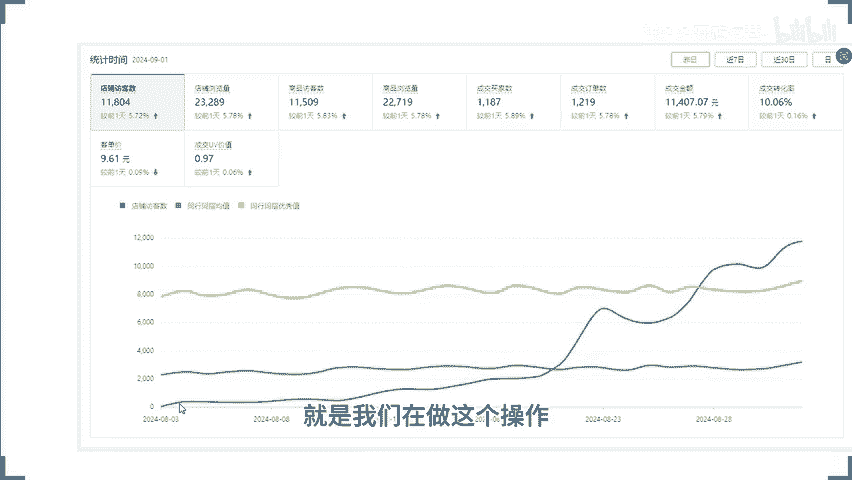 bilibili
统计时间 2024-09-01
近7日 近30日 日
店铺访客数 店铺浏览量 商品访客数 商品浏览量 成交买家数 成交订单数 成交金额 成交转化率
11,804 23,289 11,509 22,719 1,187 1,219 11,407.07 元 10.06%
较前1天 5.72% 较前1天 5.78% 较前1天 5.83% 较前1天 5.78% 较前1天 5.89% 较前1天 5.78% 较前1天 5.79% 较前1天 0.16%
客单价 成交UV价值
9.61 元 0.97
较前1天 0.09% 较前1天 0.06%
店铺访客数 同行同层均值 同行同层优秀值
12,000
10,000
8,000
6,000
4,000
2,000
0
2024-08-03 2024-08-08 2024-08-23 2024-08-28
就是我们在做这个操作